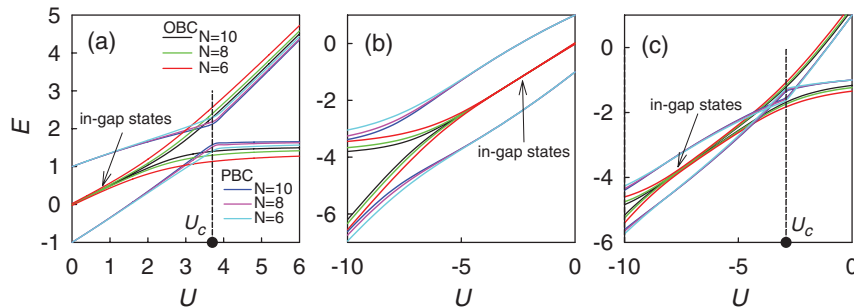 (a)
OBC
N=10
N=8
N=6
in-gap states
PBC
N=10
N=8
N=6
U_c
E
5
4
3
2
1
0
-1
0 1 2 3 4 5 6
U
(b)
in-gap states
0
-2
-4
-6
-10 -5 0
U
(c)
in-gap states
U_c
0
-2
-4
-6
-10 -5 0
U